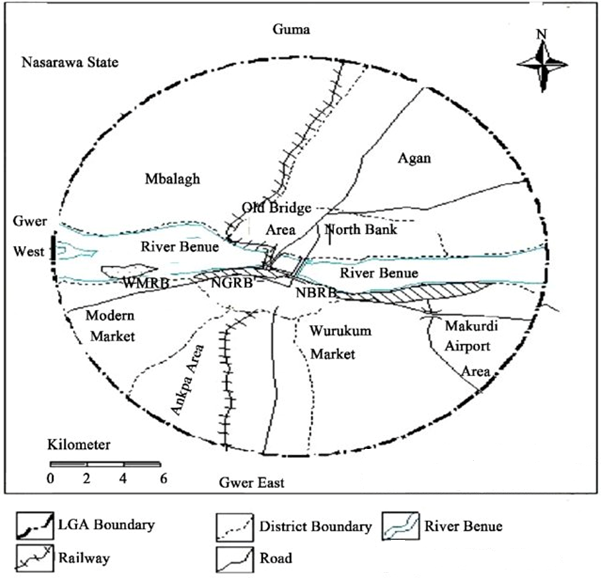 Guma
N
Nasarawa State
Agan
Mbalagh
Old Bridge
Area
Gwer
North Bank
West
River Benue
River Benue
WMRB
NGRB
NBRB
Modern
Market
Wurukum
Market
Makurdi
Airport
Area
Ankpa Area
Kilometer
0 2 4 6
Gwer East
LGA Boundary
District Boundary
River Benue
Railway
Road